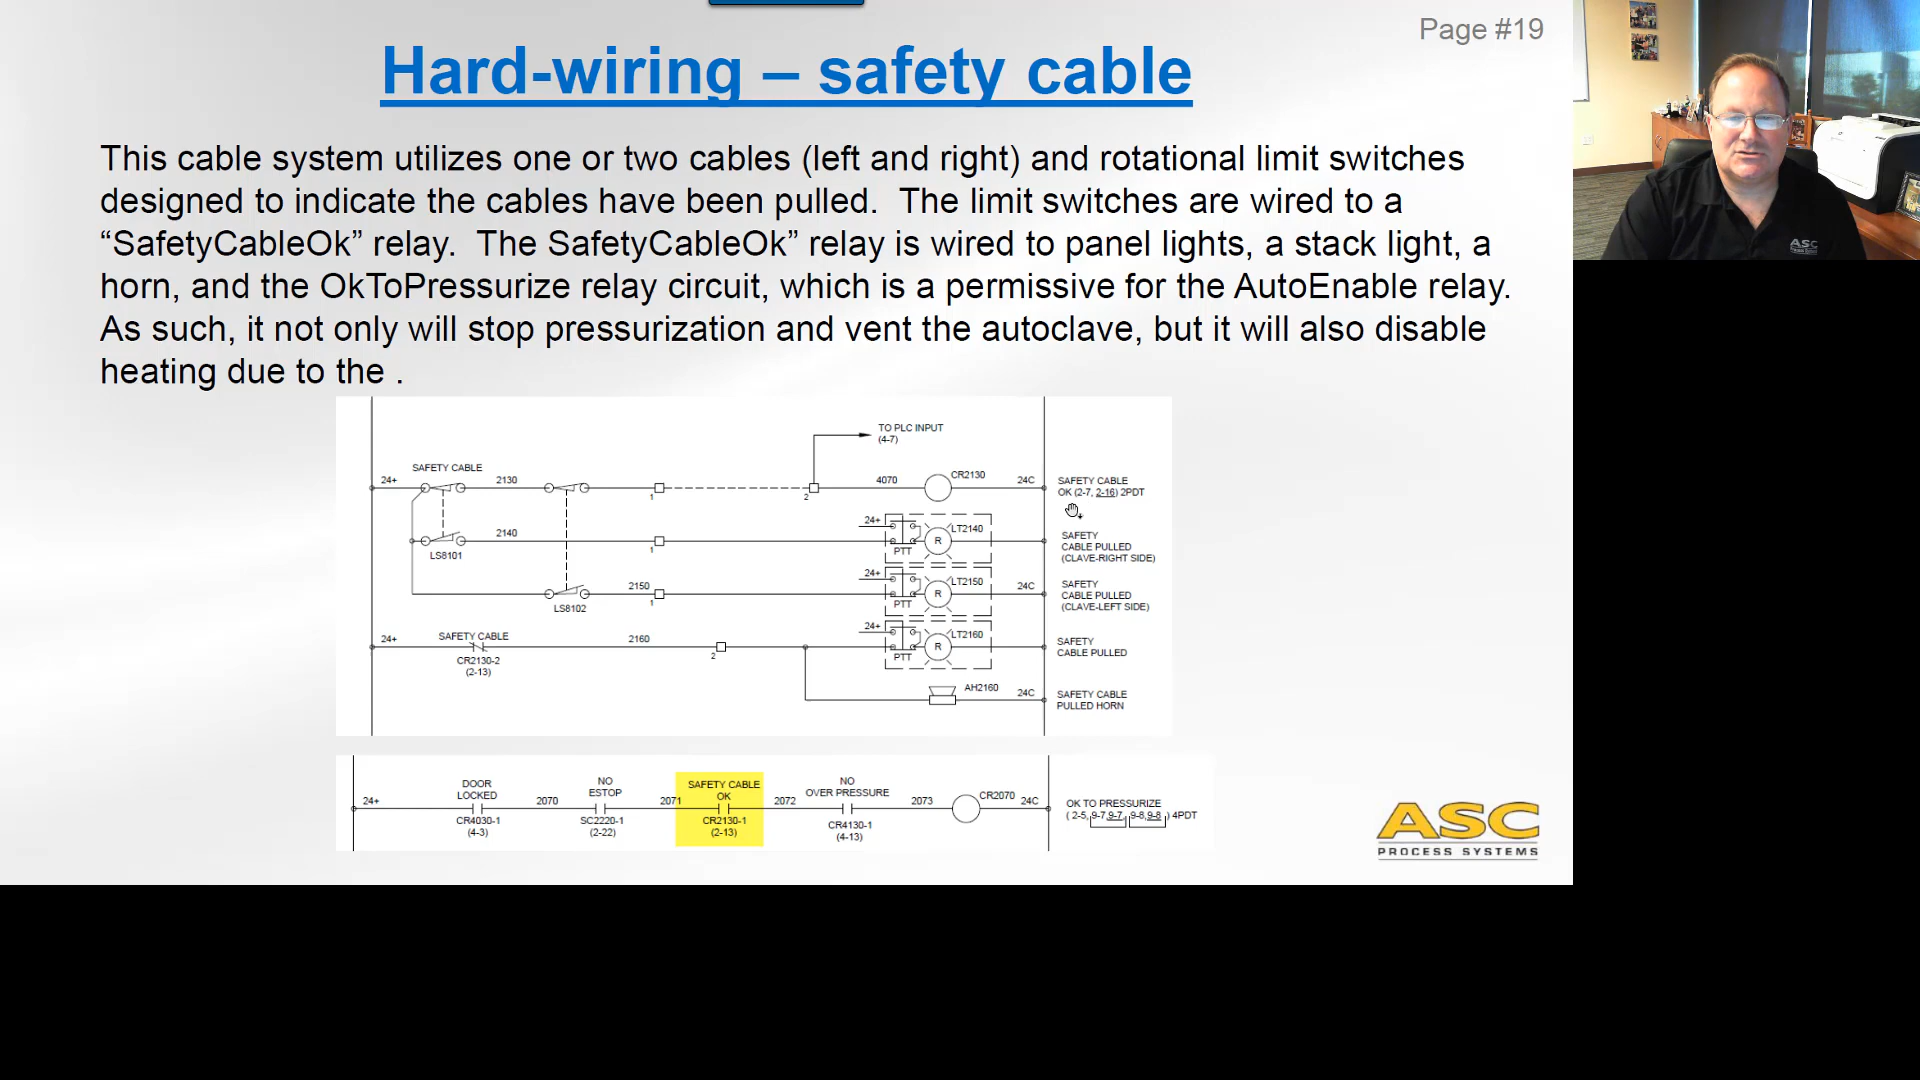 Page #19
Hard-wiring – safety cable
This cable system utilizes one or two cables (left and right) and rotational limit switches
designed to indicate the cables have been pulled.  The limit switches are wired to a
“SafetyCableOk” relay.  The SafetyCableOk” relay is wired to panel lights, a stack light, a
horn, and the OkToPressurize relay circuit, which is a permissive for the AutoEnable relay.
As such, it not only will stop pressurization and vent the autoclave, but it will also disable
heating due to the .
TO PLC INPUT
(4-7)
SAFETY CABLE
24+
2130
1
2
4070
CR2130
24C
SAFETY CABLE
OK (2-7, 2-16) 2PDT
LS8101
2140
1
24+
PTT
R
LT2140
SAFETY
CABLE PULLED
(CLAVE-RIGHT SIDE)
LS8102
2150
1
24+
PTT
R
LT2150
24C
SAFETY
CABLE PULLED
(CLAVE-LEFT SIDE)
24+
SAFETY CABLE
CR2130-2
(2-13)
2160
2
24+
PTT
R
LT2160
SAFETY
CABLE PULLED
AH2160
24C
SAFETY CABLE
PULLED HORN
24+
DOOR
LOCKED
CR4030-1
(4-3)
2070
NO
ESTOP
SC2220-1
(2-22)
2071
SAFETY CABLE
OK
CR2130-1
(2-13)
2072
NO
OVER PRESSURE
CR4130-1
(4-13)
2073
CR2070
24C
OK TO PRESSURIZE
( 2-5, 9-7,9-7, 9-8,9-8 ) 4PDT
ASC
PROCESS SYSTEMS
ASC